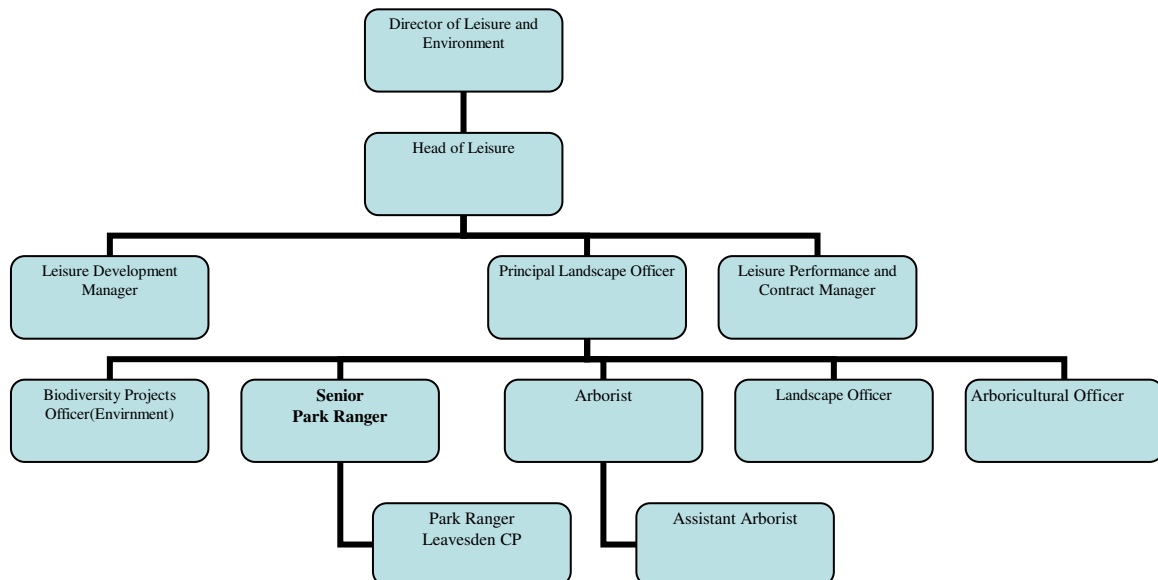 Director of Leisure and
Environment
Head of Leisure
Leisure Development
Manager
Principal Landscape Officer
Leisure Performance and
Contract Manager
Biodiversity Projects
Officer(Envirnment)
Senior
Park Ranger
Arborist
Landscape Officer
Arboricultural Officer
Park Ranger
Leavesden CP
Assistant Arborist